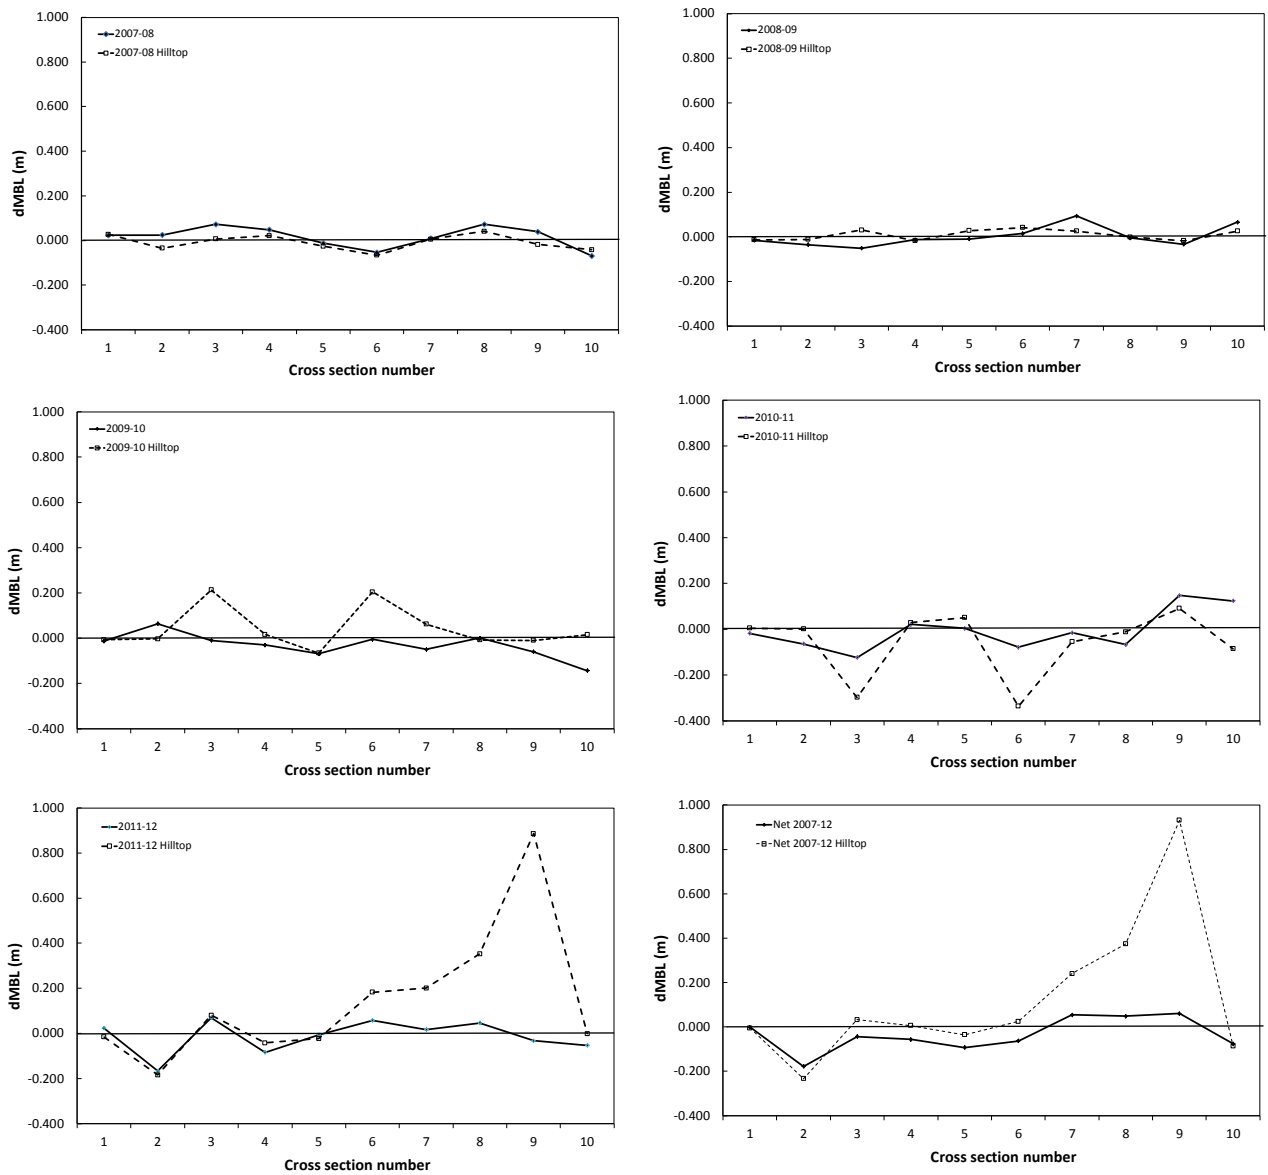 1.000
0.800
0.600
0.400
0.200
0.000
-0.200
-0.400
dMBL (m)
2007-08
2007-08 Hilltop
1 2 3 4 5 6 7 8 9 10
Cross section number
1.000
0.800
0.600
0.400
0.200
0.000
-0.200
-0.400
dMBL (m)
2008-09
2008-09 Hilltop
1 2 3 4 5 6 7 8 9 10
Cross section number
1.000
0.800
0.600
0.400
0.200
0.000
-0.200
-0.400
dMBL (m)
2009-10
2009-10 Hilltop
1 2 3 4 5 6 7 8 9 10
Cross section number
1.000
0.800
0.600
0.400
0.200
0.000
-0.200
-0.400
dMBL (m)
2010-11
2010-11 Hilltop
1 2 3 4 5 6 7 8 9 10
Cross section number
1.000
0.800
0.600
0.400
0.200
0.000
-0.200
-0.400
dMBL (m)
2011-12
2011-12 Hilltop
1 2 3 4 5 6 7 8 9 10
Cross section number
1.000
0.800
0.600
0.400
0.200
0.000
-0.200
-0.400
dMBL (m)
Net 2007-12
Net 2007-12 Hilltop
1 2 3 4 5 6 7 8 9 10
Cross section number